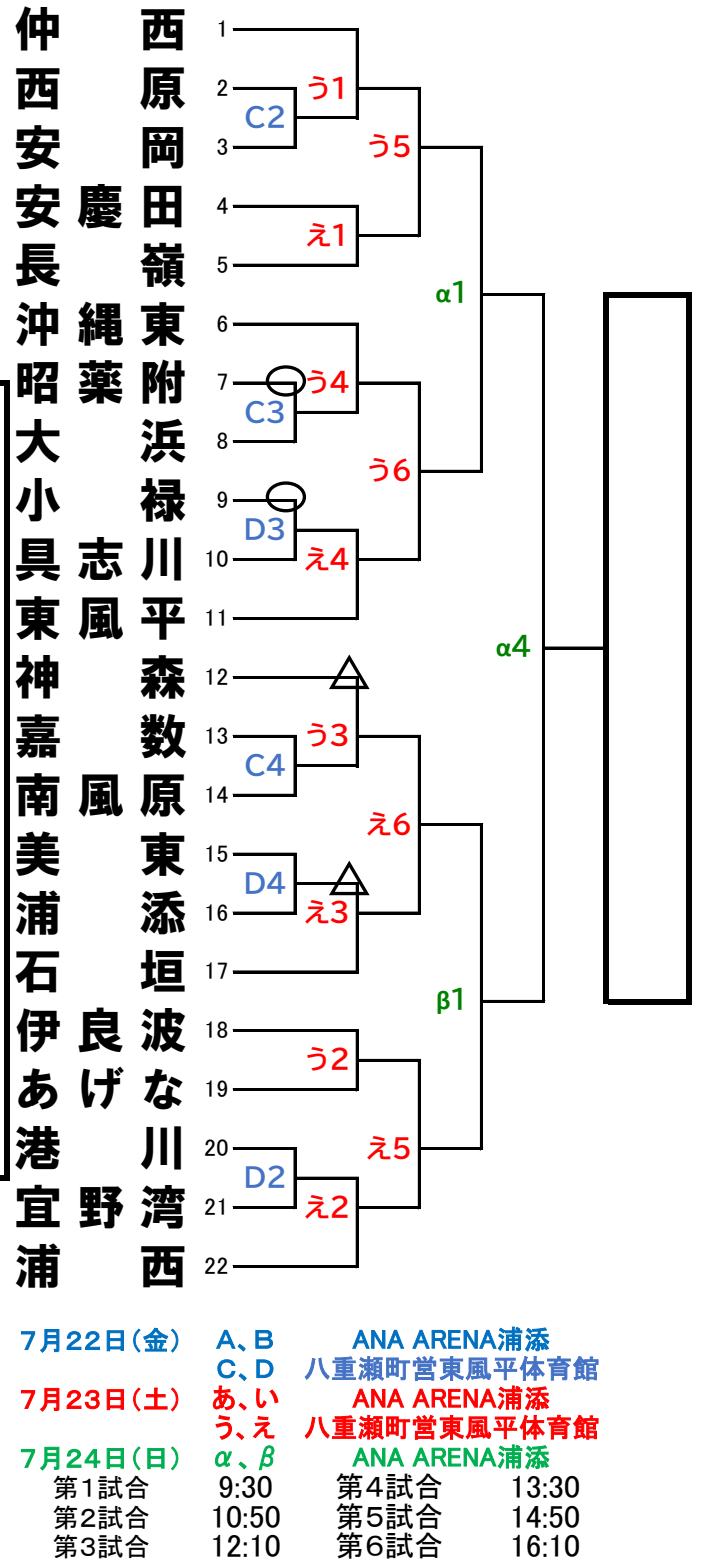 仲西 1
西原 2
C2
う1
安岡 3
う5
安慶田 4
え1
長嶺 5
α1
沖縄東 6
昭薬附 7
う4
C3
大浜 8
う6
小禄 9
D3
具志川 10
え4
東風平 11
α4
神森 12
嘉数 13
う3
C4
南風原 14
え6
美東 15
D4
浦添 16
え3
石垣 17
β1
伊良波 18
う2
あげな 19
港川 20
え5
D2
宜野湾 21
え2
浦西 22
7月22日(金) A、B ANA ARENA浦添
C、D 八重瀬町営東風平体育館
7月23日(土) あ、い ANA ARENA浦添
う、え 八重瀬町営東風平体育館
7月24日(日) α、β ANA ARENA浦添
第1試合 9:30 第4試合 13:30
第2試合 10:50 第5試合 14:50
第3試合 12:10 第6試合 16:10